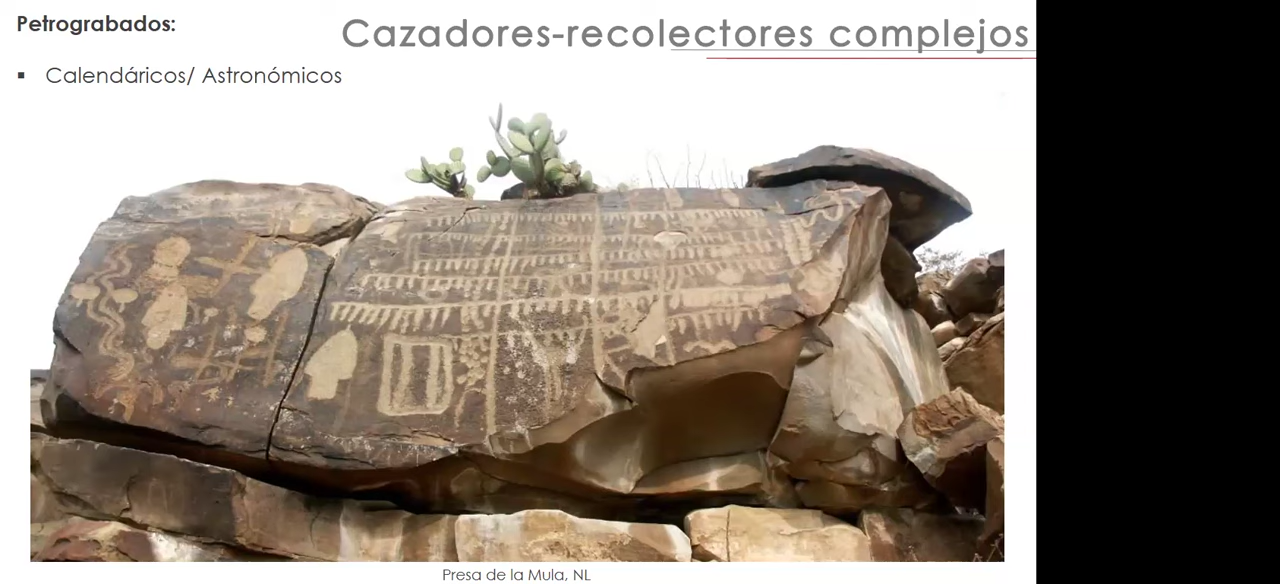 Petrograbados:
Cazadores-recolectores complejos
▪ Calendáricos/ Astronómicos
Presa de la Mula, NL